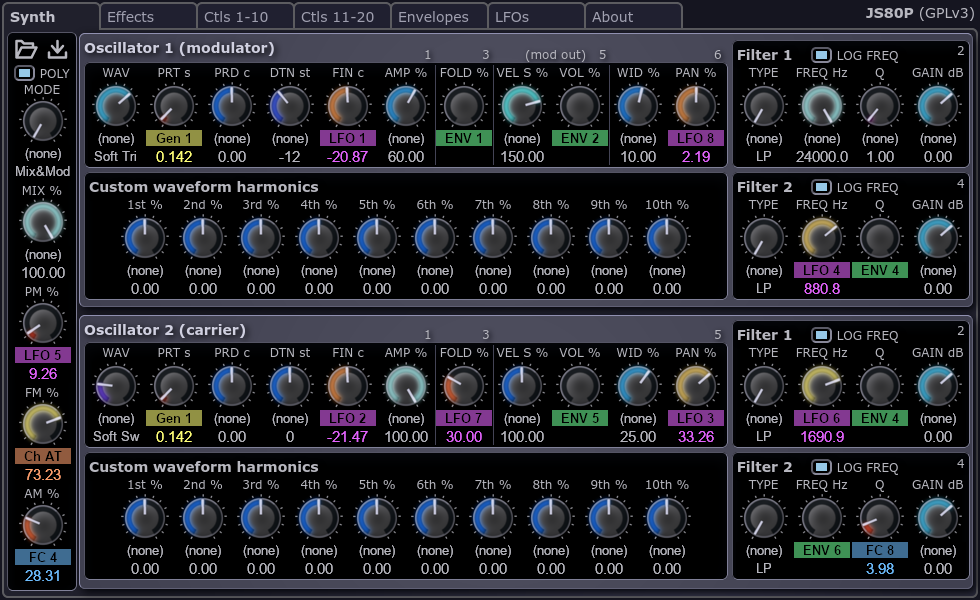 Synth Effects Ctls 1-10 Ctls 11-20 Envelopes LFOs About JS80P (GPLv3)
POLY
MODE
(none)
Mix&Mod
MIX %
(none)
100.00
PM %
LFO 5
9.26
FM %
Ch AT
73.23
AM %
FC 4
28.31
Oscillator 1 (modulator) 1 3 (mod out) 5 6
WAV PRT s PRD c DTN st FIN c AMP % FOLD % VEL S % VOL % WID % PAN %
(none) Gen 1 (none) (none) LFO 1 (none) ENV 1 (none) ENV 2 (none) LFO 8
Soft Tri 0.142 0.00 -12 -20.87 60.00 150.00 10.00 2.19
Filter 1 LOG FREQ 2
TYPE FREQ Hz Q GAIN dB
(none) (none) (none) (none)
LP 24000.0 1.00 0.00
Custom waveform harmonics
1st % 2nd % 3rd % 4th % 5th % 6th % 7th % 8th % 9th % 10th %
(none) (none) (none) (none) (none) (none) (none) (none) (none) (none)
0.00 0.00 0.00 0.00 0.00 0.00 0.00 0.00 0.00 0.00
Filter 2 LOG FREQ 4
TYPE FREQ Hz Q GAIN dB
(none) LFO 4 ENV 4 (none)
LP 880.8 0.00
Oscillator 2 (carrier) 1 3 5
WAV PRT s PRD c DTN st FIN c AMP % FOLD % VEL S % VOL % WID % PAN %
(none) Gen 1 (none) (none) LFO 2 (none) LFO 7 (none) ENV 5 (none) LFO 3
Soft Sw 0.142 0.00 0 -21.47 100.00 30.00 100.00 25.00 33.26
Filter 1 LOG FREQ 2
TYPE FREQ Hz Q GAIN dB
(none) LFO 6 ENV 4 (none)
LP 1690.9 0.00
Custom waveform harmonics
1st % 2nd % 3rd % 4th % 5th % 6th % 7th % 8th % 9th % 10th %
(none) (none) (none) (none) (none) (none) (none) (none) (none) (none)
0.00 0.00 0.00 0.00 0.00 0.00 0.00 0.00 0.00 0.00
Filter 2 LOG FREQ 4
TYPE FREQ Hz Q GAIN dB
(none) ENV 6 FC 8 (none)
LP 3.98 0.00